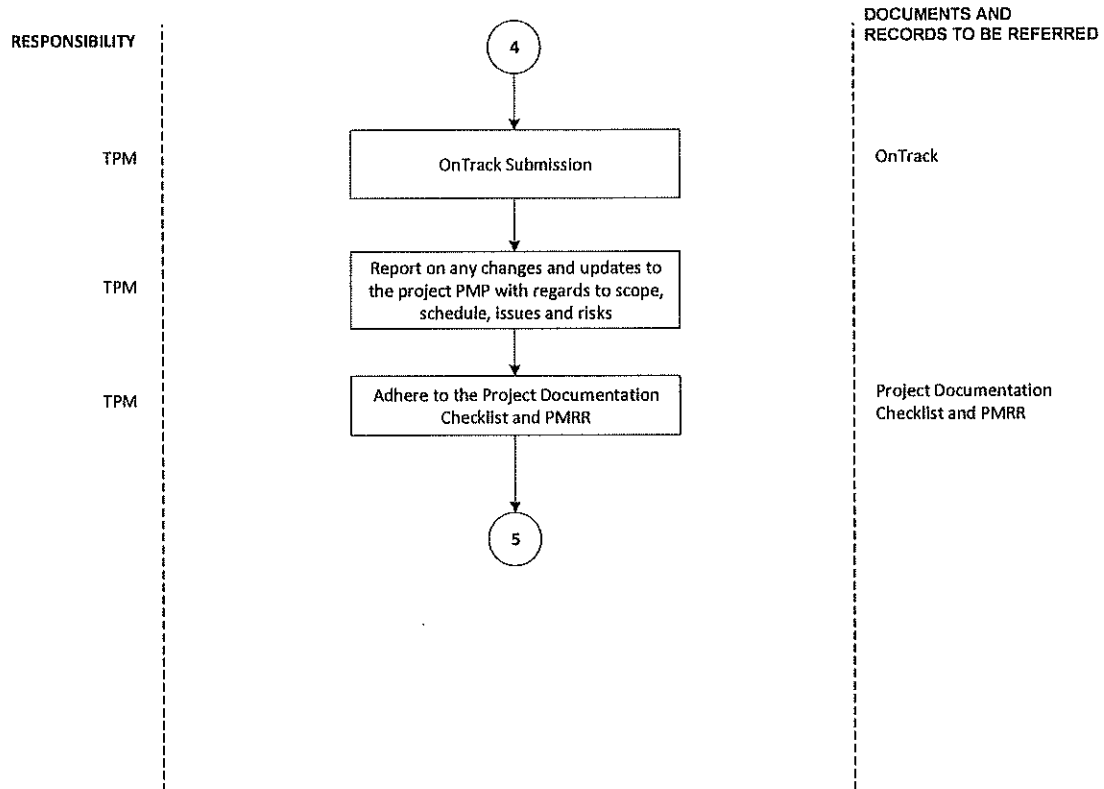 RESPONSIBILITY
DOCUMENTS AND
RECORDS TO BE REFERRED
4
TPM
OnTrack Submission
OnTrack
TPM
Report on any changes and updates to
the project PMP with regards to scope,
schedule, issues and risks
TPM
Adhere to the Project Documentation
Checklist and PMRR
Project Documentation
Checklist and PMRR
5